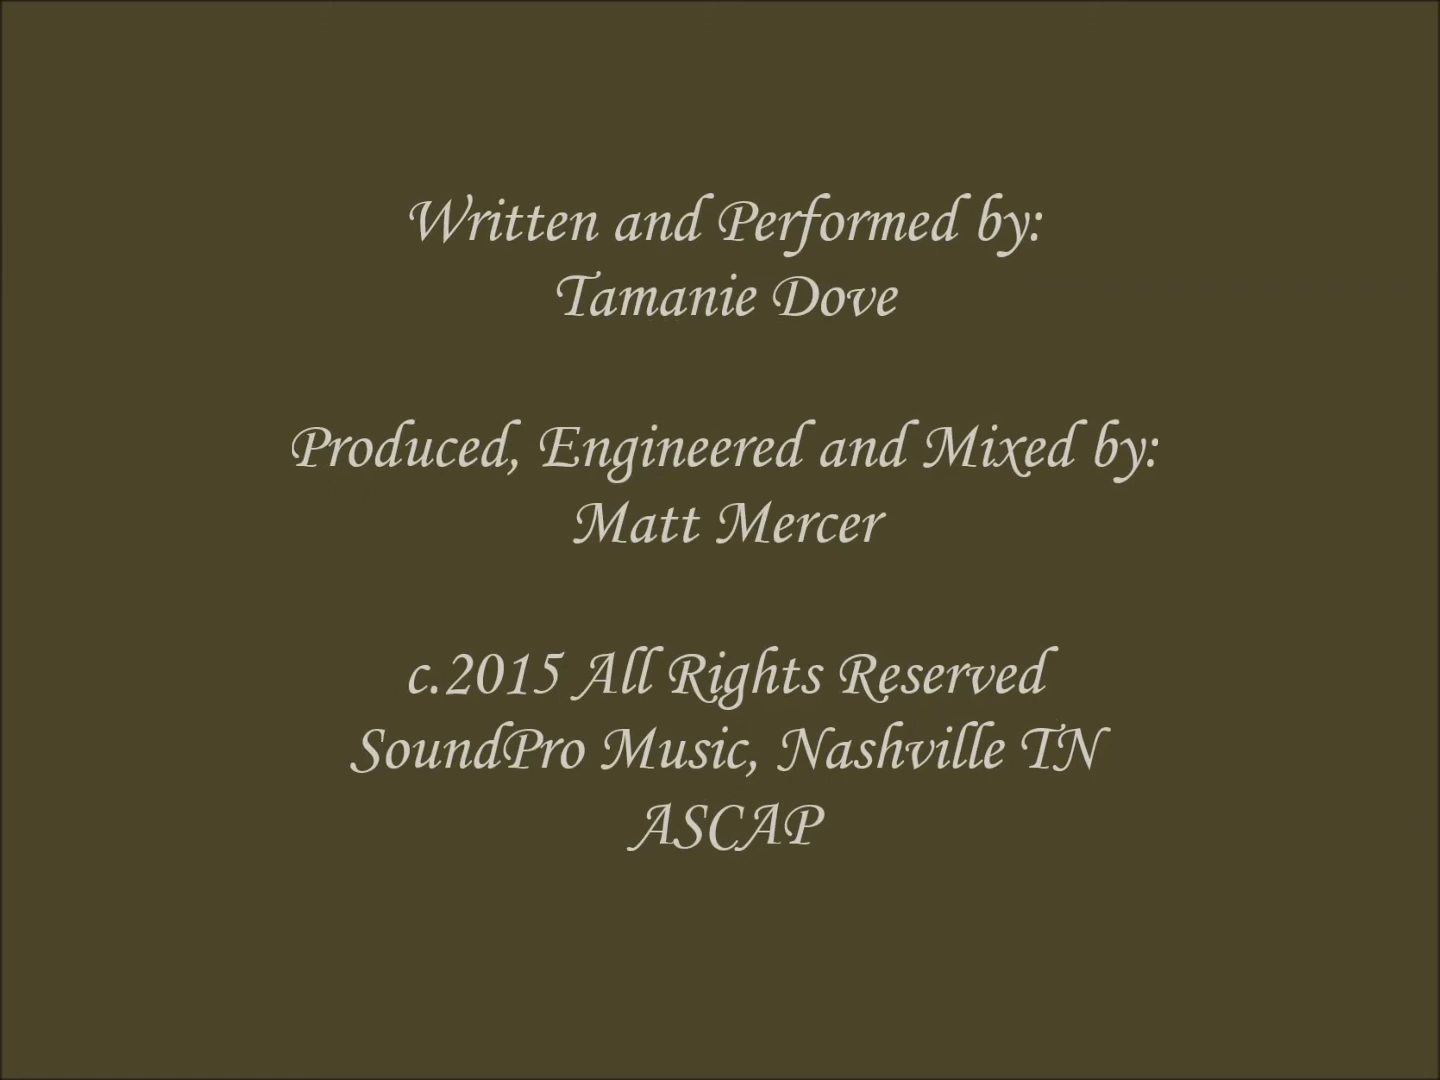 Written and Performed by:
Tamanie Dove
Produced, Engineered and Mixed by:
Matt Mercer
c.2015 All Rights Reserved
SoundPro Music, Nashville TN
ASCAP